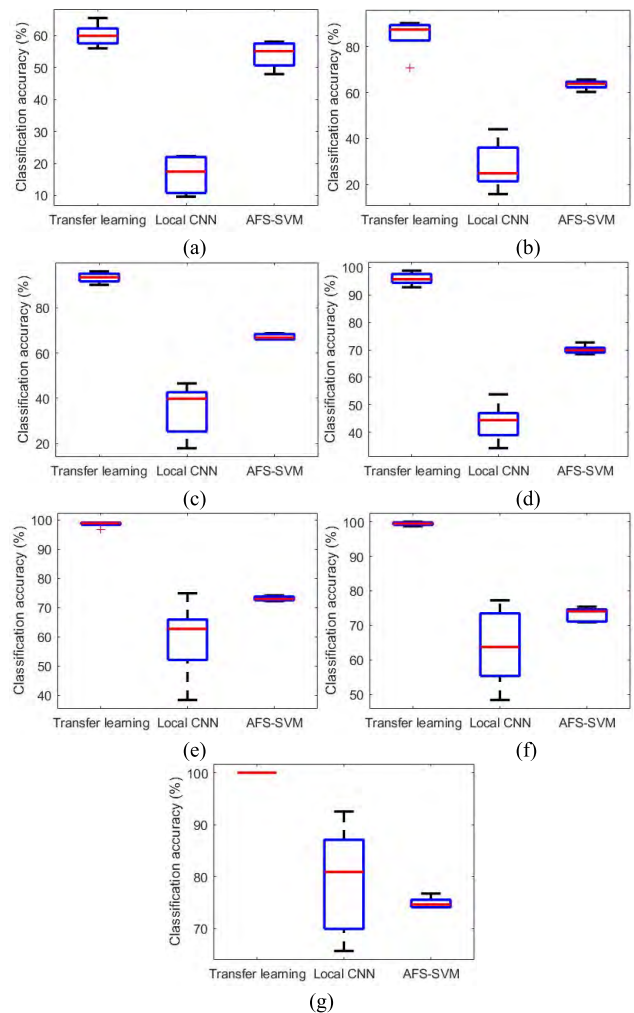 Classification accuracy (%)
60
50
40
30
20
10
Transfer learning Local CNN AFS-SVM
(a)
Classification accuracy (%)
80
60
40
20
Transfer learning Local CNN AFS-SVM
(b)
Classification accuracy (%)
80
60
40
20
Transfer learning Local CNN AFS-SVM
(c)
Classification accuracy (%)
100
90
80
70
60
50
40
Transfer learning Local CNN AFS-SVM
(d)
Classification accuracy (%)
100
90
80
70
60
50
40
Transfer learning Local CNN AFS-SVM
(e)
Classification accuracy (%)
100
90
80
70
60
50
Transfer learning Local CNN AFS-SVM
(f)
Classification accuracy (%)
100
90
80
70
Transfer learning Local CNN AFS-SVM
(g)